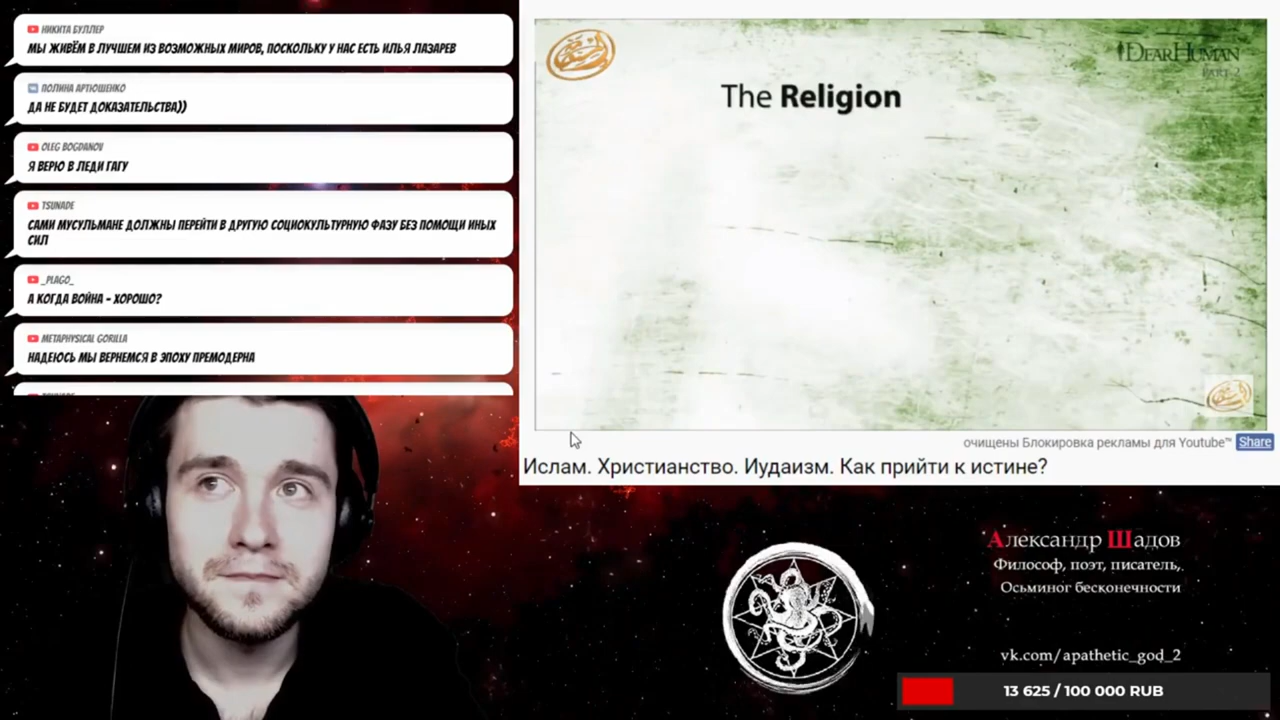 НИКИТА БУЛЛЕР
МЫ ЖИВЁМ В ЛУЧШЕМ ИЗ ВОЗМОЖНЫХ МИРОВ, ПОСКОЛЬКУ У НАС ЕСТЬ ИЛЬЯ ЛАЗАРЕВ
ПОЛИНА АРТЮШЕНКО
ДА НЕ БУДЕТ ДОКАЗАТЕЛЬСТВА))
OLEG BOGDANOV
Я ВЕРЮ В ЛЕДИ ГАГУ
TSUNADE
САМИ МУСУЛЬМАНЕ ДОЛЖНЫ ПЕРЕЙТИ В ДРУГУЮ СОЦИОКУЛЬТУРНУЮ ФАЗУ БЕЗ ПОМОЩИ ИНЫХ
СИЛ
_PLAGO_
А КОГДА ВОЙНА - ХОРОШО?
METAPHYSICAL GORILLA
НАДЕЮСЬ МЫ ВЕРНЕМСЯ В ЭПОХУ ПРЕМОДЕРНА
DEARHUMAN
PART 2
The Religion
очищены Блокировка рекламы для Youtube™ Share
Ислам. Христианство. Иудаизм. Как прийти к истине?
Александр Шадов
Философ, поэт, писатель,
Осьминог бесконечности
vk.com/apathetic_god_2
13 625 / 100 000 RUB